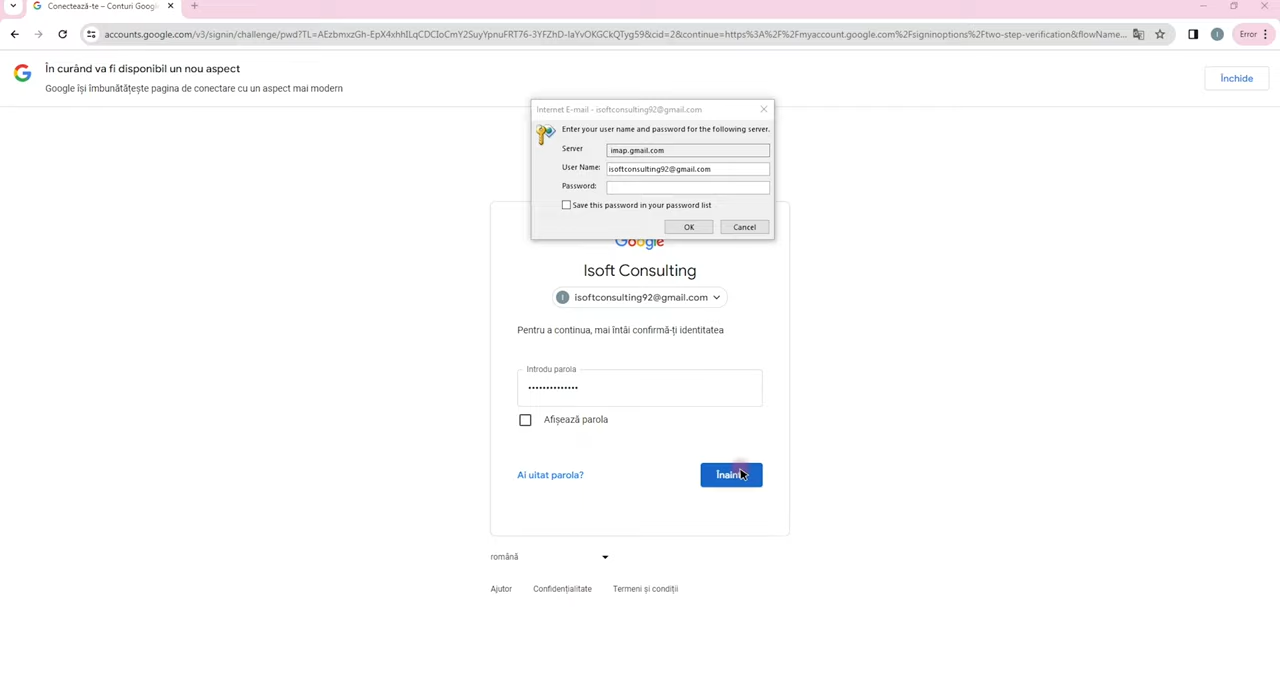 Conectează-te – Conturi Google
accounts.google.com/v3/signin/challenge/pwd?TL=AEzbmxzGh-EpX4xhhILqCDCIoCmY2SuyYpnuFRT76-3YFZhD-IaYvOKGCkQTyg59&cid=2&continue=https%3A%2F%2Fmyaccount.google.com%2Fsigninoptions%2Ftwo-step-verification&flowName...
Error
În curând va fi disponibil un nou aspect
Google își îmbunătățește pagina de conectare cu un aspect mai modern
Închide
Internet E-mail - isoftconsulting92@gmail.com
Enter your user name and password for the following server.
Server
imap.gmail.com
User Name:
isoftconsulting92@gmail.com
Password:
Save this password in your password list
OK
Cancel
Google
Isoft Consulting
I
isoftconsulting92@gmail.com
Pentru a continua, mai întâi confirmă-ți identitatea
Introdu parola
••••••••••••••
Afișează parola
Ai uitat parola?
Înainte
română
Ajutor
Confidențialitate
Termeni și condiții